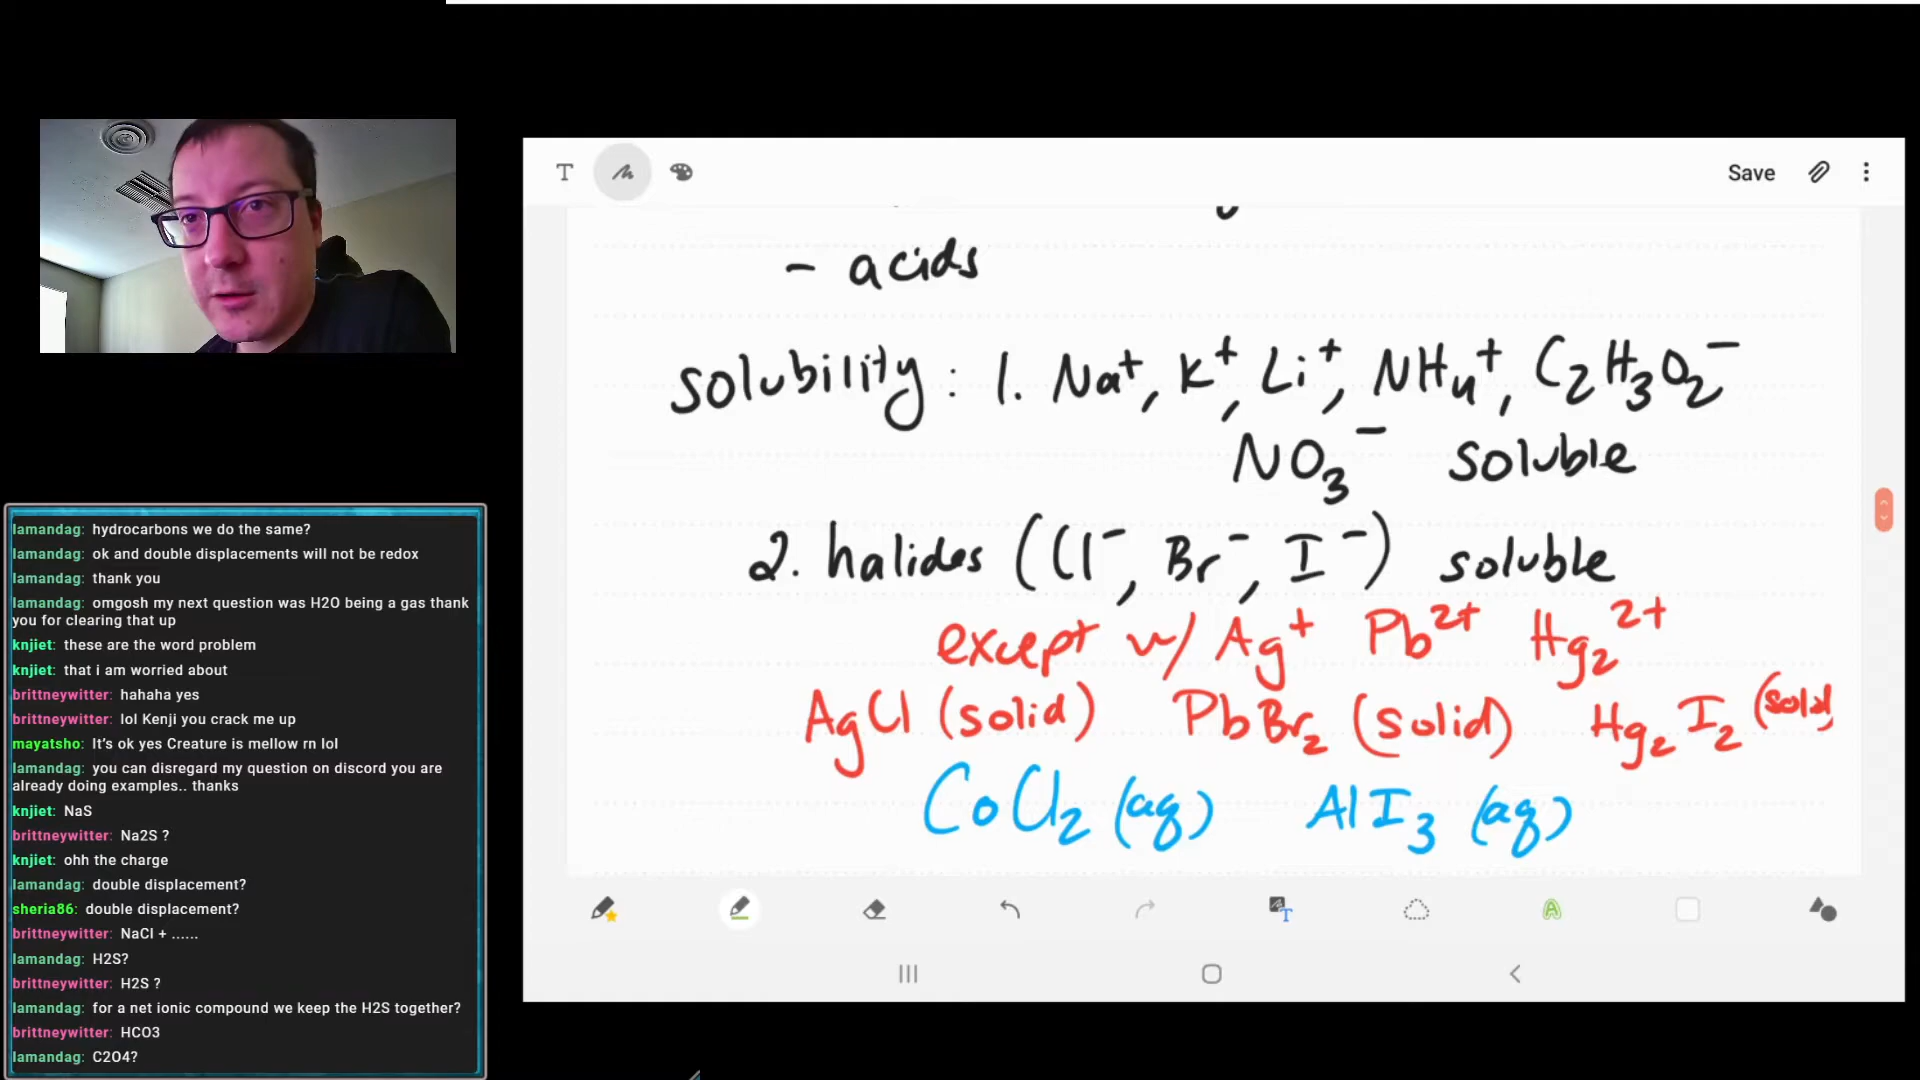 T
Save
- acids
solubility: 1. Na⁺, K⁺, Li⁺, NH₄⁺, C₂H₃O₂⁻
NO₃⁻ soluble
2. halides (Cl⁻, Br⁻, I⁻) soluble
except w/ Ag⁺ Pb²⁺ Hg₂²⁺
AgCl (solid) PbBr₂ (solid) Hg₂I₂ (solid)
CoCl₂ (aq) AlI₃ (aq)
lamandag: hydrocarbons we do the same?
lamandag: ok and double displacements will not be redox
lamandag: thank you
lamandag: omgosh my next question was H2O being a gas thank
you for clearing that up
knjiet: these are the word problem
knjiet: that i am worried about
brittneywitter: hahaha yes
brittneywitter: lol Kenji you crack me up
mayatsho: It’s ok yes Creature is mellow rn lol
lamandag: you can disregard my question on discord you are
already doing examples.. thanks
knjiet: NaS
brittneywitter: Na2S ?
knjiet: ohh the charge
lamandag: double displacement?
sheria86: double displacement?
brittneywitter: NaCl + ......
lamandag: H2S?
brittneywitter: H2S ?
lamandag: for a net ionic compound we keep the H2S together?
brittneywitter: HCO3
lamandag: C2O4?